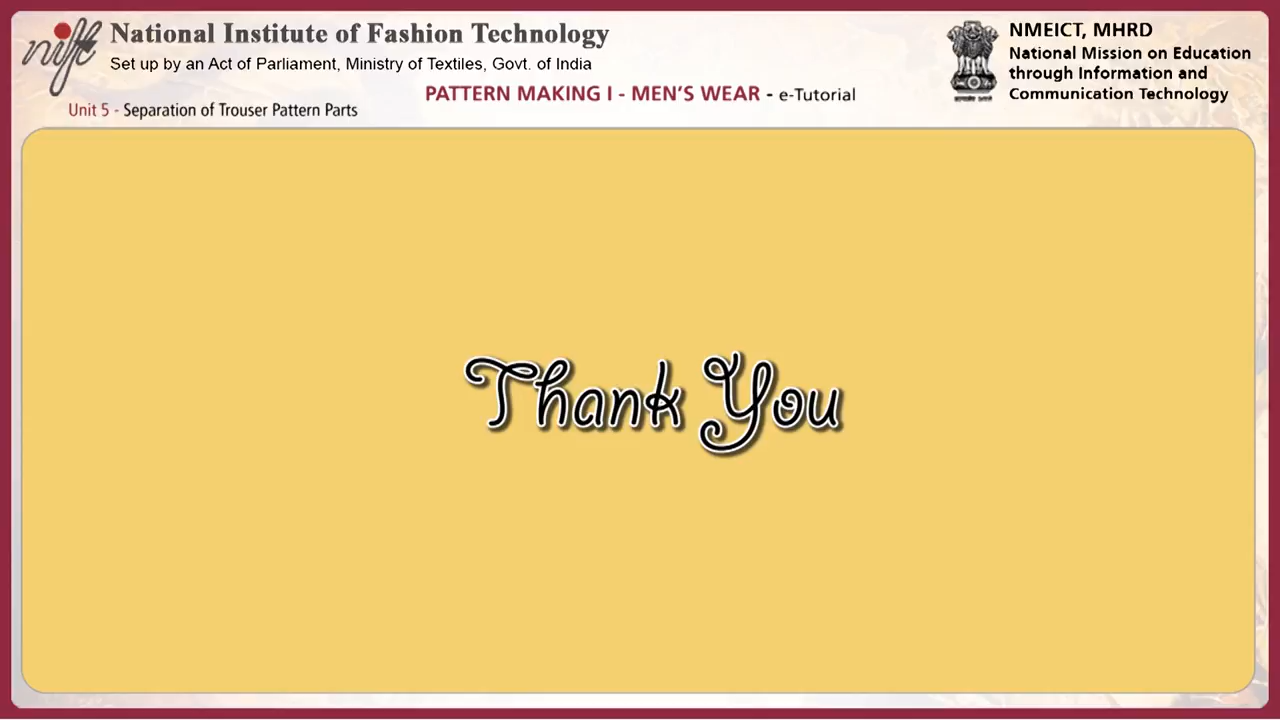 nift
National Institute of Fashion Technology
Set up by an Act of Parliament, Ministry of Textiles, Govt. of India
PATTERN MAKING I - MEN'S WEAR - e-Tutorial
Unit 5 - Separation of Trouser Pattern Parts
NMEICT, MHRD
National Mission on Education
through Information and
Communication Technology
Thank You